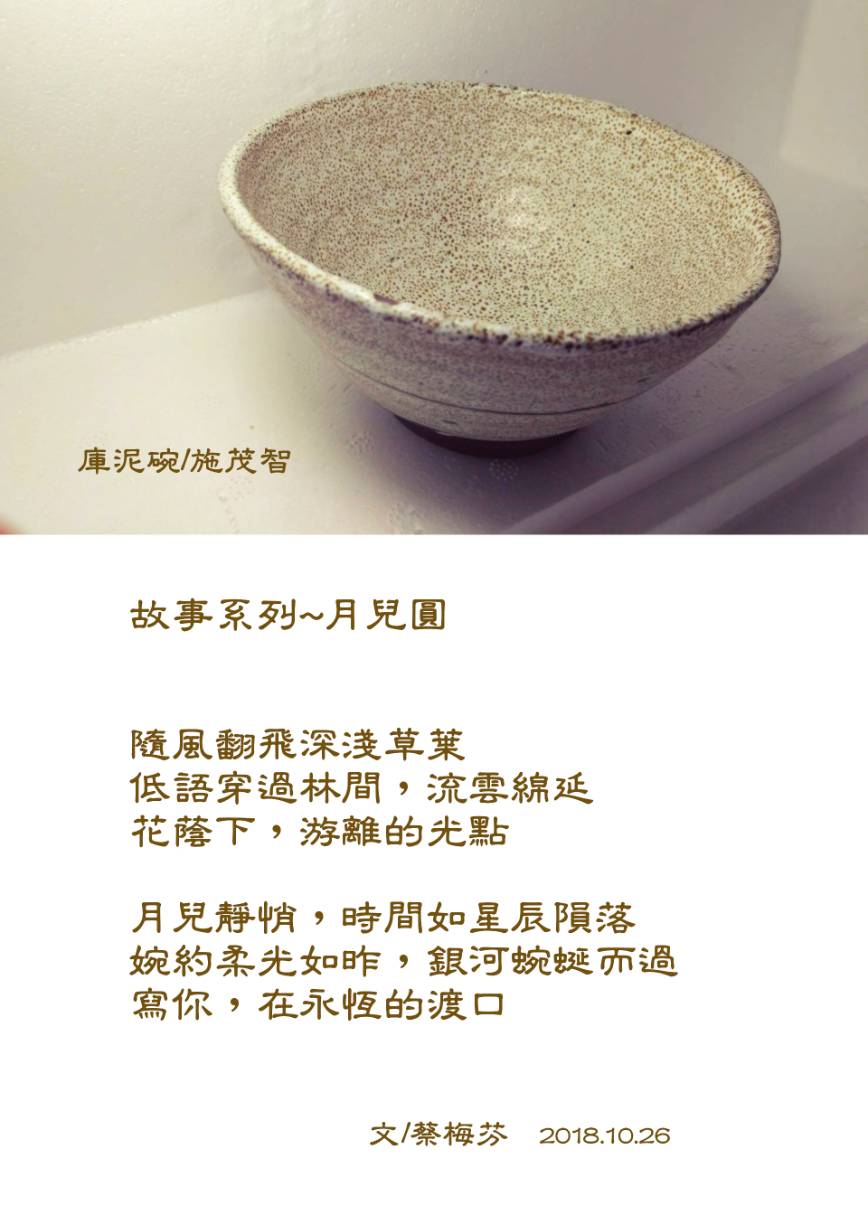 庫泥碗/施茂智
故事系列~月兒圓
隨風翻飛深淺草葉
低語穿過林間，流雲綿延
花蔭下，游離的光點
月兒靜悄，時間如星辰隕落
婉約柔光如昨，銀河蜿蜒而過
寫你，在永恆的渡口
文/蔡梅芬 2018.10.26